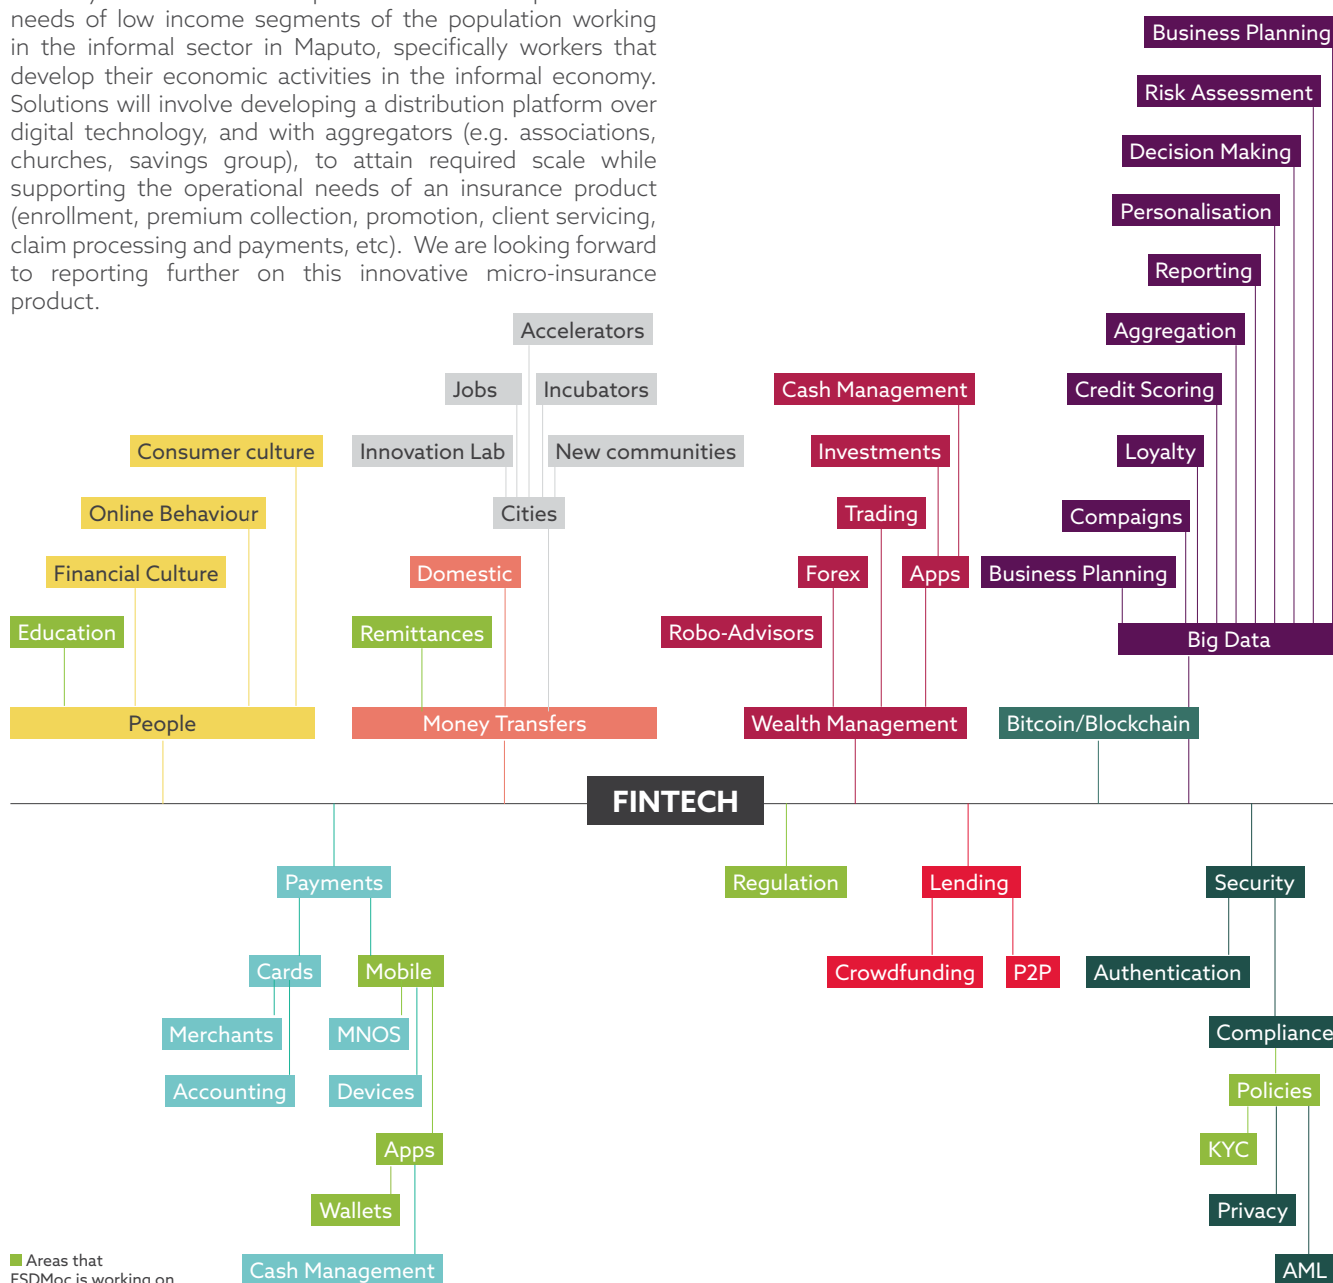 needs of low income segments of the population working
in the informal sector in Maputo, specifically workers that
develop their economic activities in the informal economy.
Solutions will involve developing a distribution platform over
digital technology, and with aggregators (e.g. associations,
churches, savings group), to attain required scale while
supporting the operational needs of an insurance product
(enrollment, premium collection, promotion, client servicing,
claim processing and payments, etc). We are looking forward
to reporting further on this innovative micro-insurance
product.
Business Planning
Risk Assessment
Decision Making
Personalisation
Reporting
Accelerators
Aggregation
Jobs
Incubators
Cash Management
Credit Scoring
Consumer culture
Innovation Lab
New communities
Investments
Loyalty
Online Behaviour
Cities
Trading
Compaigns
Financial Culture
Domestic
Forex
Apps
Business Planning
Education
Remittances
Robo-Advisors
Big Data
People
Money Transfers
Wealth Management
Bitcoin/Blockchain
FINTECH
Payments
Regulation
Lending
Security
Cards
Mobile
Crowdfunding
P2P
Authentication
Merchants
MNOS
Compliance
Accounting
Devices
Policies
Apps
KYC
Wallets
Privacy
Areas that
FSDMoc is working on
Cash Management
AML